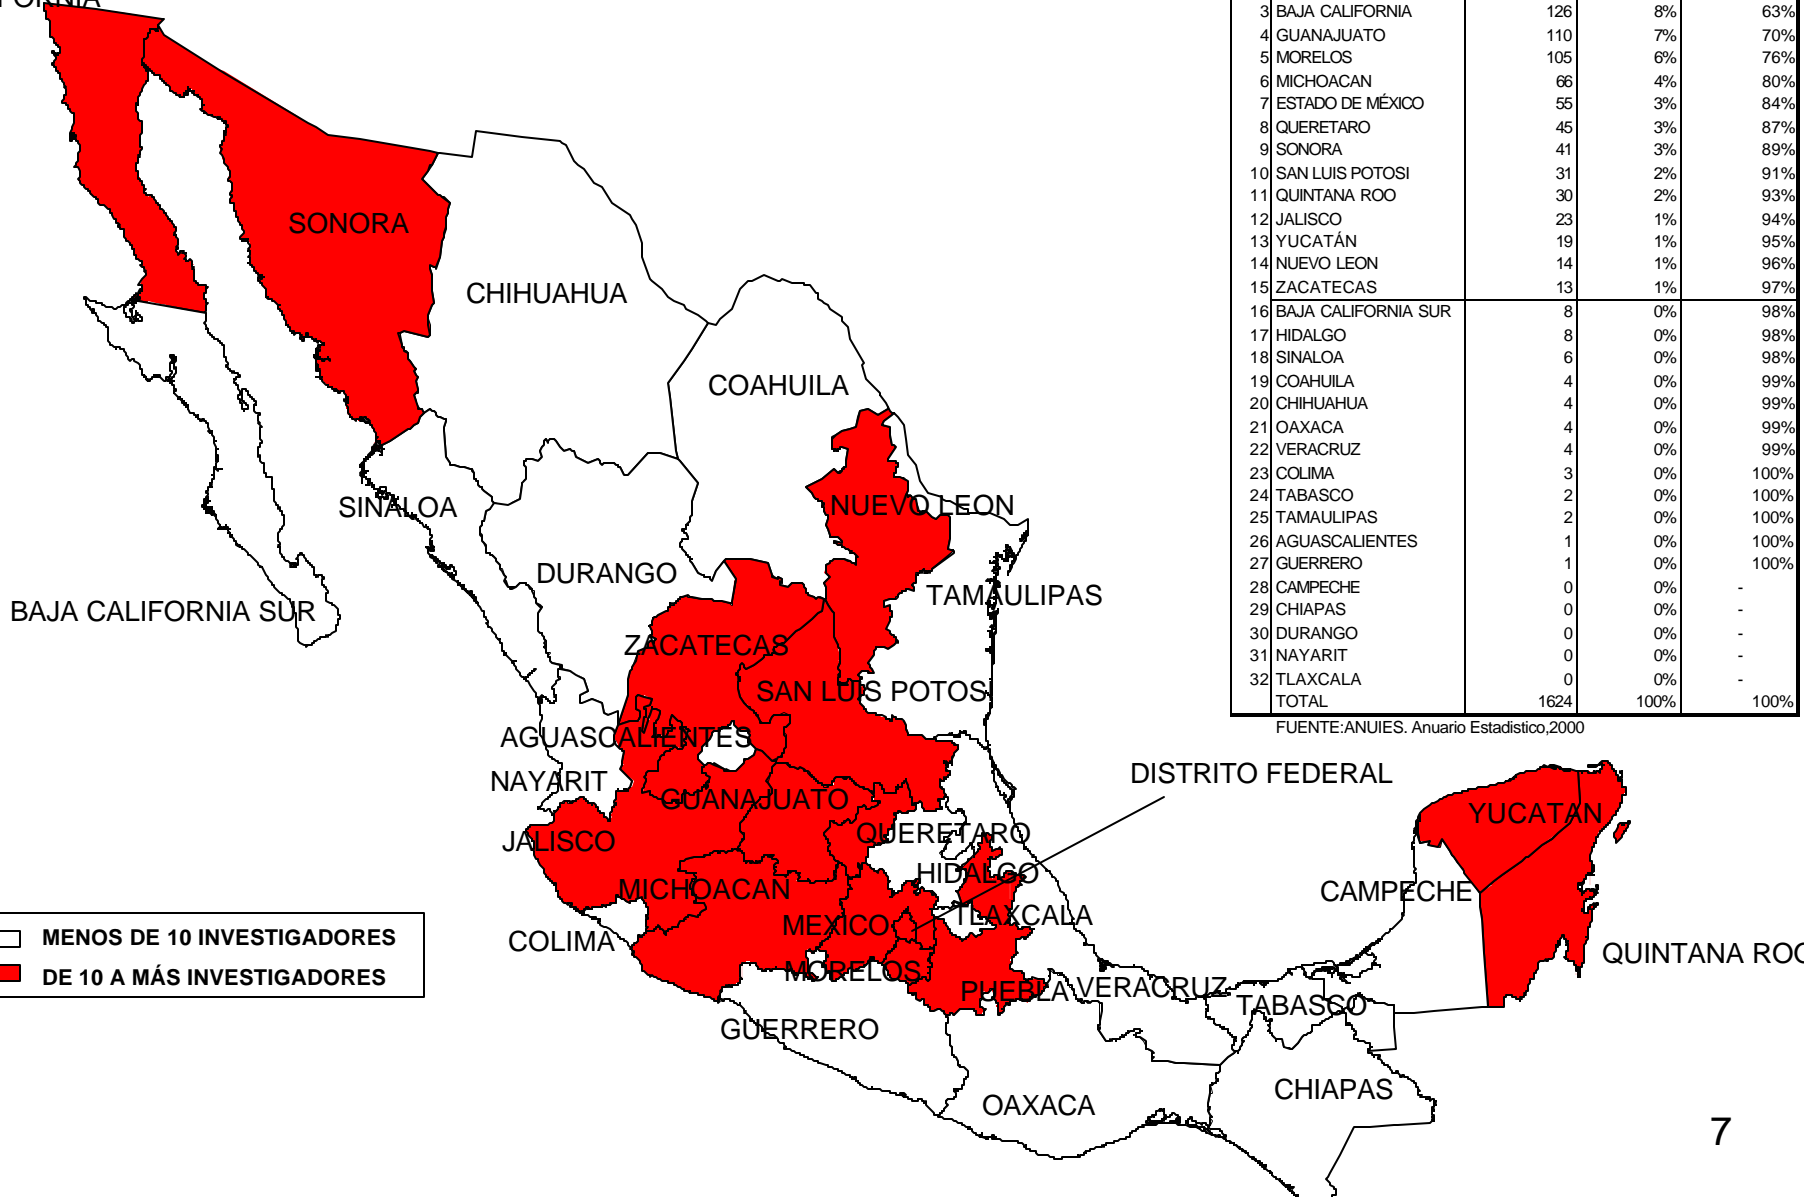 3 BAJA CALIFORNIA 126 8% 63%
4 GUANAJUATO 110 7% 70%
5 MORELOS 105 6% 76%
6 MICHOACAN 66 4% 80%
7 ESTADO DE MÉXICO 55 3% 84%
8 QUERETARO 45 3% 87%
9 SONORA 41 3% 89%
10 SAN LUIS POTOSI 31 2% 91%
11 QUINTANA ROO 30 2% 93%
12 JALISCO 23 1% 94%
13 YUCATÁN 19 1% 95%
14 NUEVO LEON 14 1% 96%
15 ZACATECAS 13 1% 97%
16 BAJA CALIFORNIA SUR 8 0% 98%
17 HIDALGO 8 0% 98%
18 SINALOA 6 0% 98%
19 COAHUILA 4 0% 99%
20 CHIHUAHUA 4 0% 99%
21 OAXACA 4 0% 99%
22 VERACRUZ 4 0% 99%
23 COLIMA 3 0% 100%
24 TABASCO 2 0% 100%
25 TAMAULIPAS 2 0% 100%
26 AGUASCALIENTES 1 0% 100%
27 GUERRERO 1 0% 100%
28 CAMPECHE 0 0% -
29 CHIAPAS 0 0% -
30 DURANGO 0 0% -
31 NAYARIT 0 0% -
32 TLAXCALA 0 0% -
TOTAL 1624 100% 100%
FUENTE:ANUIES. Anuario Estadistico,2000
SONORA
CHIHUAHUA
COAHUILA
SINALOA
NUEVO LEON
DURANGO
TAMAULIPAS
BAJA CALIFORNIA SUR
ZACATECAS
SAN LUIS POTOSI
AGUASCALIENTES
NAYARIT
DISTRITO FEDERAL
GUANAJUATO
YUCATAN
JALISCO
QUERETARO
HIDALGO
MICHOACAN
CAMPECHE
MEXICO
TLAXCALA
COLIMA
QUINTANA ROO
MORELOS
PUEBLA
VERACRUZ
TABASCO
GUERRERO
CHIAPAS
OAXACA
MENOS DE 10 INVESTIGADORES
DE 10 A MÁS INVESTIGADORES
7